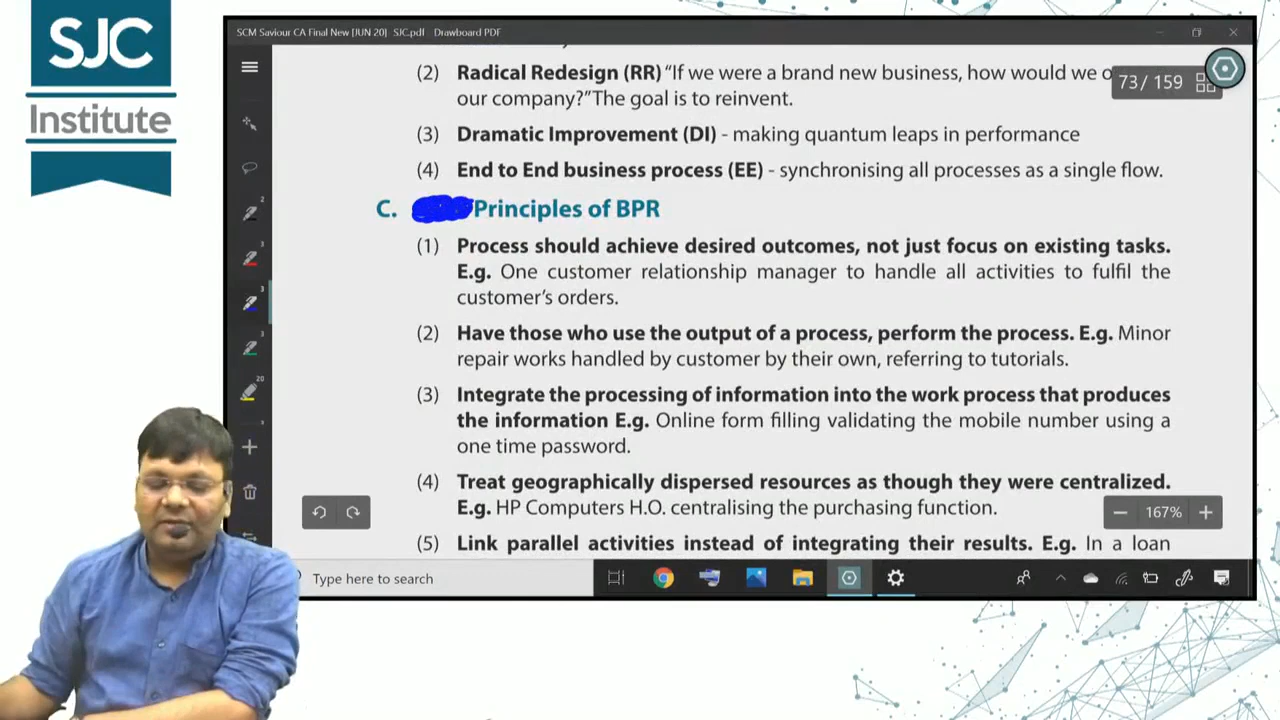 SJC
Institute
SCM Saviour CA Final New [JUN 20] SJC.pdf Drawboard PDF
(2) Radical Redesign (RR) “If we were a brand new business, how would we o
our company?” The goal is to reinvent.
73 / 159
(3) Dramatic Improvement (DI) - making quantum leaps in performance
(4) End to End business process (EE) - synchronising all processes as a single flow.
C. Principles of BPR
(1) Process should achieve desired outcomes, not just focus on existing tasks.
E.g. One customer relationship manager to handle all activities to fulfil the
customer’s orders.
(2) Have those who use the output of a process, perform the process. E.g. Minor
repair works handled by customer by their own, referring to tutorials.
(3) Integrate the processing of information into the work process that produces
the information E.g. Online form filling validating the mobile number using a
one time password.
(4) Treat geographically dispersed resources as though they were centralized.
E.g. HP Computers H.O. centralising the purchasing function.
167%
(5) Link parallel activities instead of integrating their results. E.g. In a loan
Type here to search
2
3
3
3
20